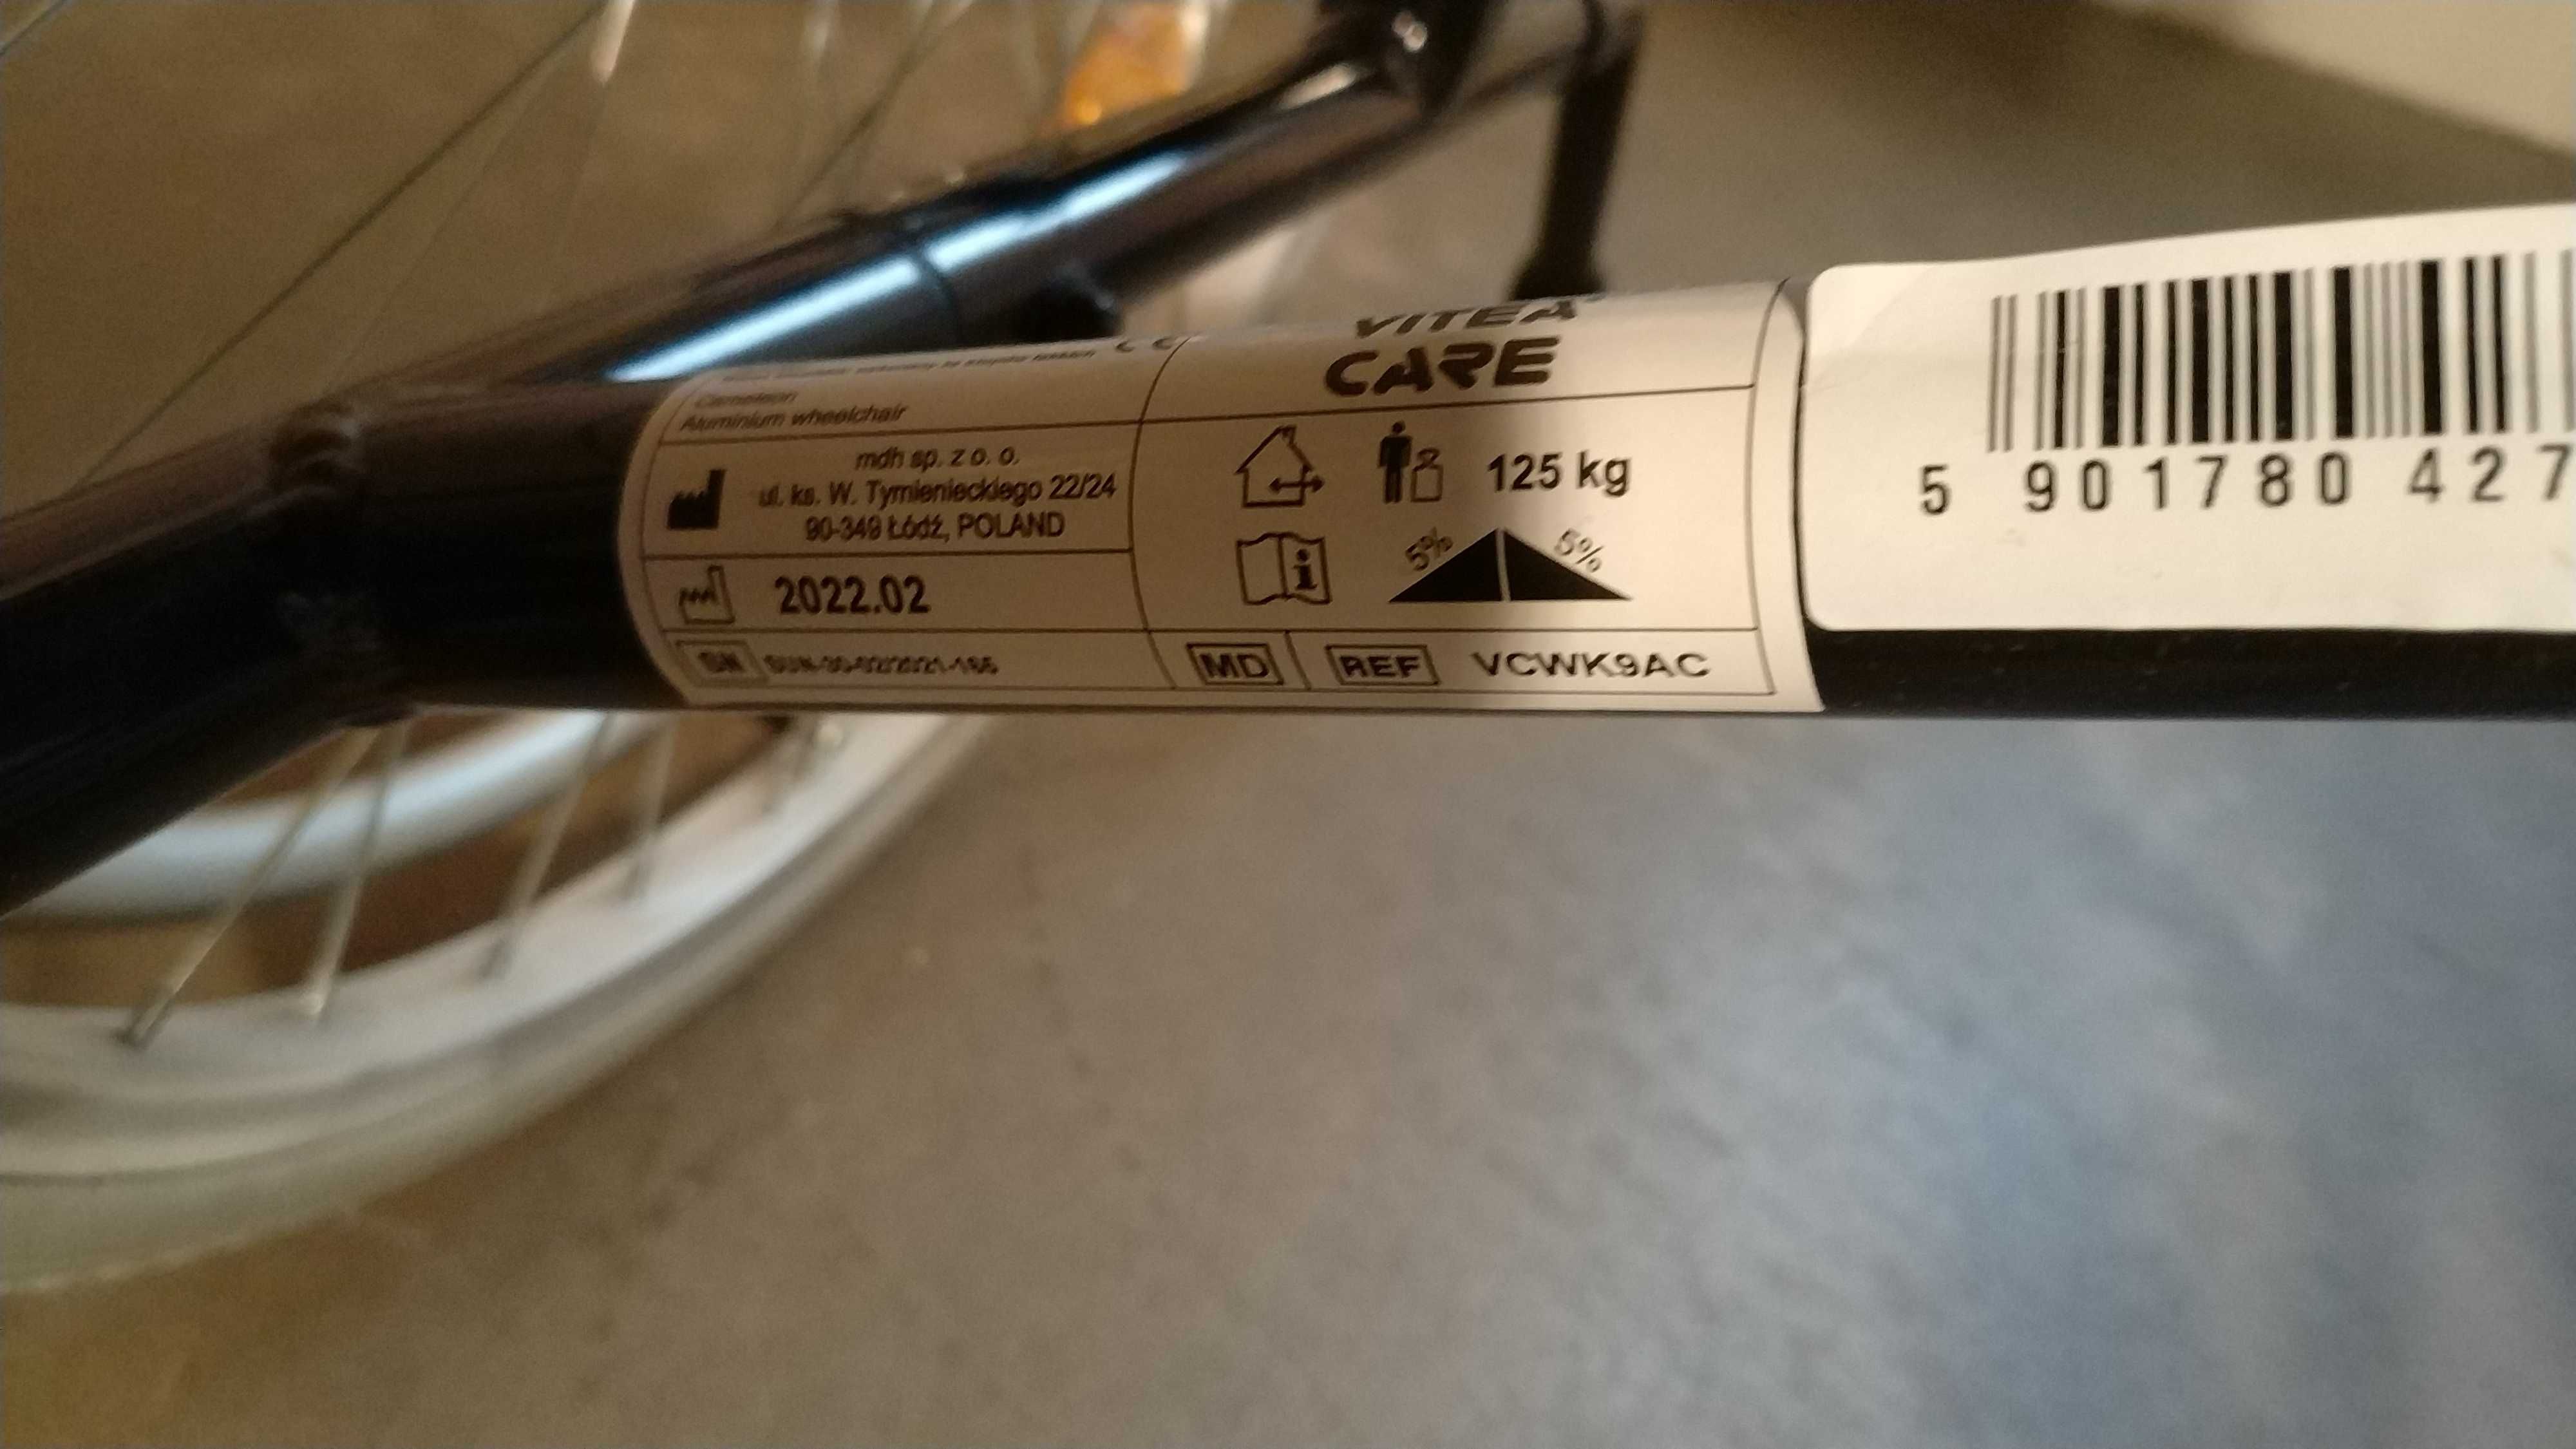 VITEA
CARE
Cameleon
Aluminium wheelchair
mdh sp. z o. o.
ul. ks. W. Tymienieckiego 22/24
90-349 Łódź, POLAND
125 kg
5% 5%
2022.02
SN
MD REF VCWK9AC
5 901780 427